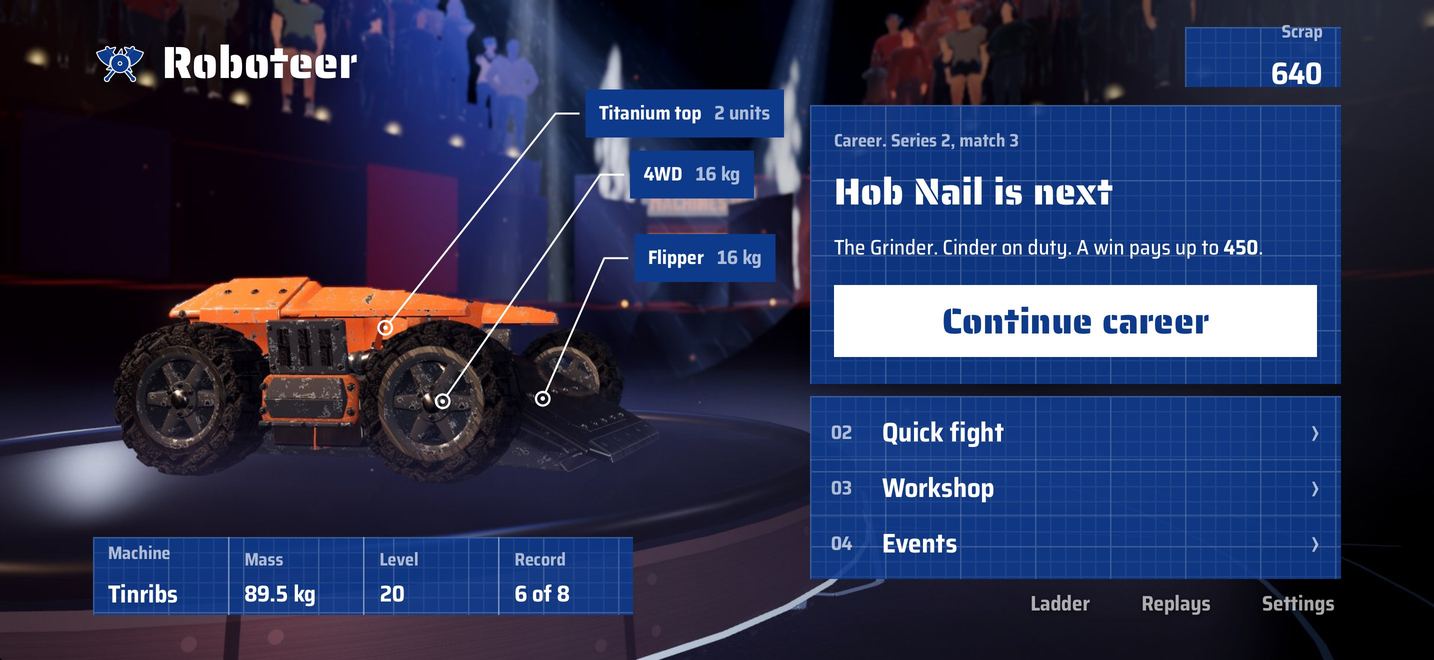 Roboteer
Scrap
640
Titanium top 2 units
4WD 16 kg
Flipper 16 kg
MACHINES
Career. Series 2, match 3
Hob Nail is next
The Grinder. Cinder on duty. A win pays up to 450.
Continue career
02 Quick fight ›
03 Workshop ›
04 Events ›
Machine Mass Level Record
Tinribs 89.5 kg 20 6 of 8
Ladder Replays Settings